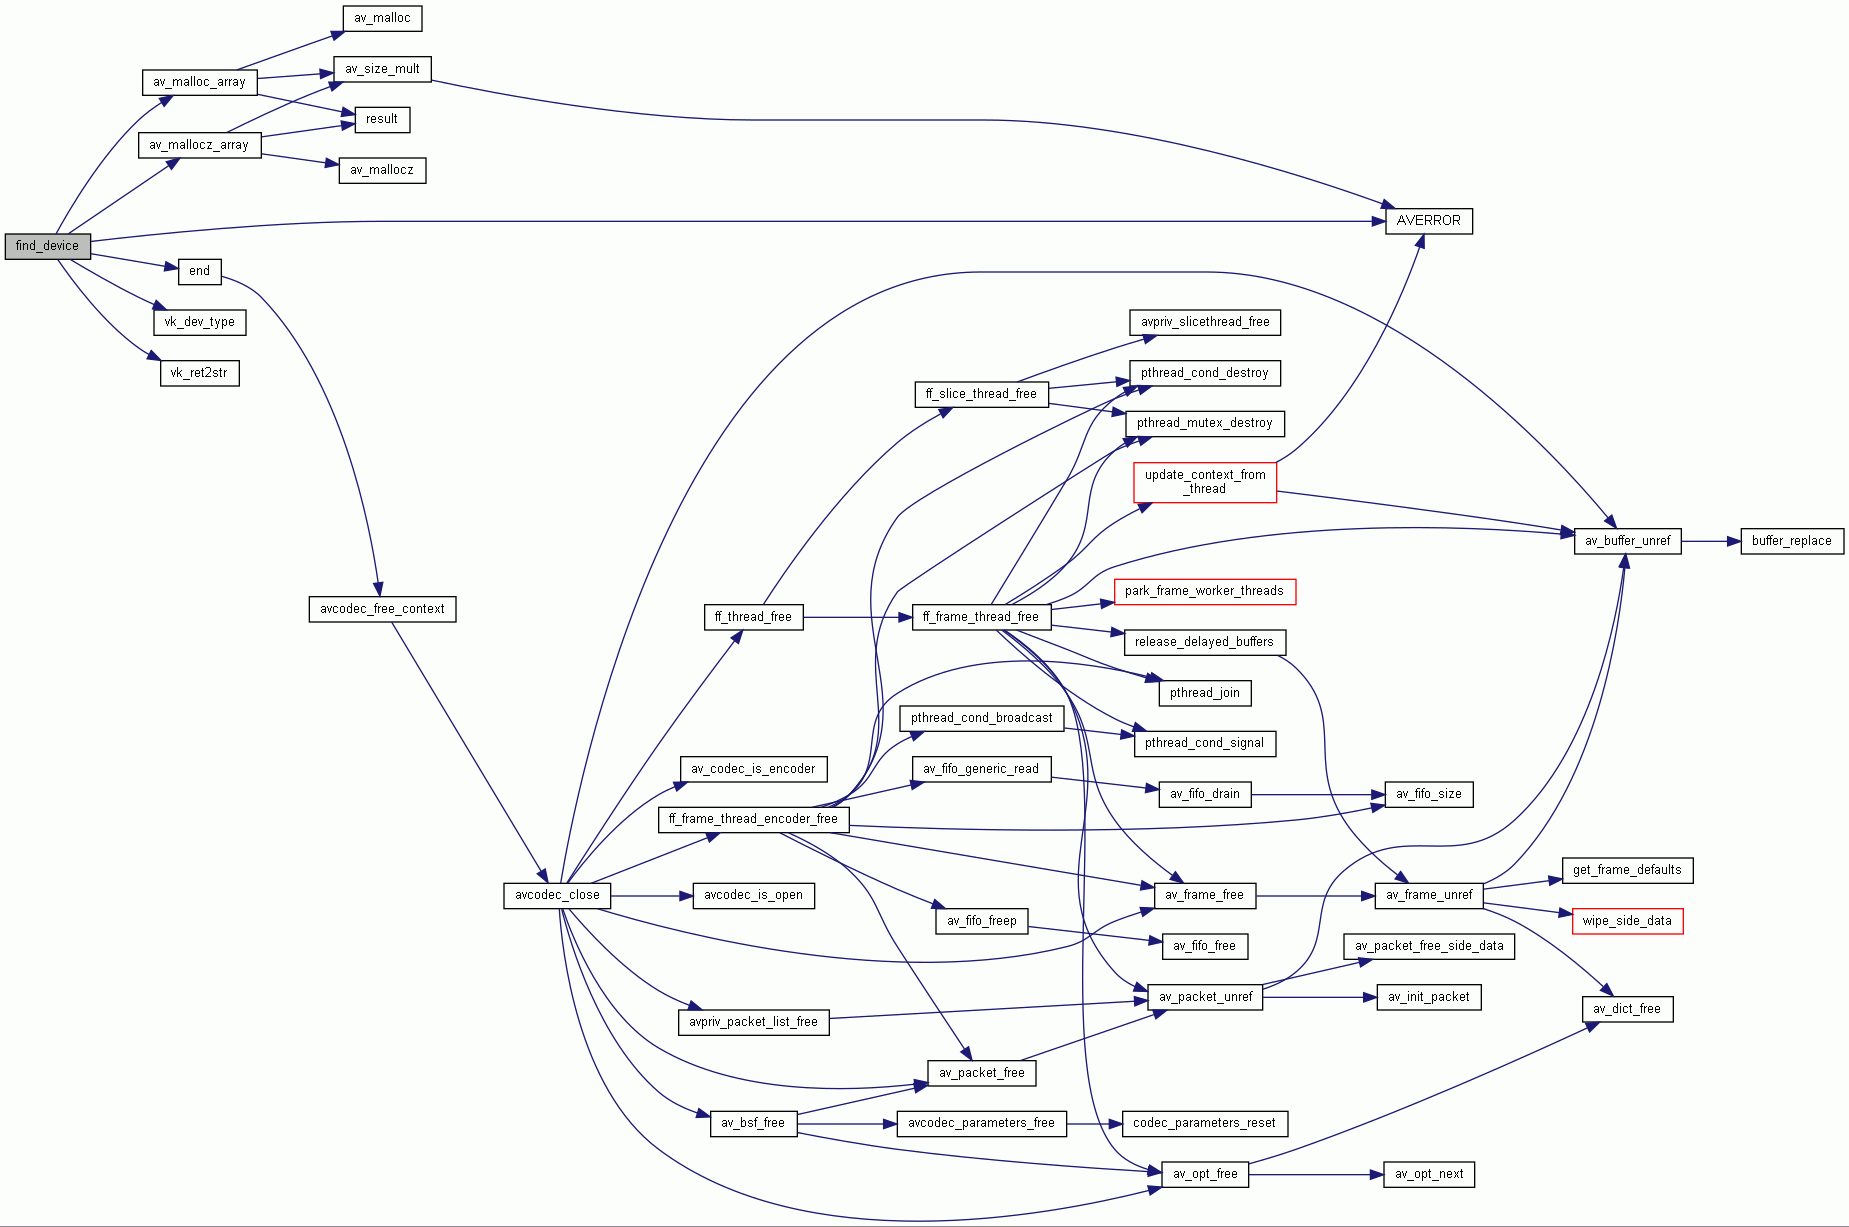 av_malloc
av_size_mult
av_malloc_array
result
av_mallocz_array
av_mallocz
AVERROR
find_device
end
vk_dev_type
avpriv_slicethread_free
vk_ret2str
pthread_cond_destroy
ff_slice_thread_free
pthread_mutex_destroy
update_context_from
_thread
av_buffer_unref
buffer_replace
park_frame_worker_threads
avcodec_free_context
ff_thread_free
ff_frame_thread_free
release_delayed_buffers
pthread_join
pthread_cond_broadcast
pthread_cond_signal
av_codec_is_encoder
av_fifo_generic_read
av_fifo_drain
av_fifo_size
ff_frame_thread_encoder_free
get_frame_defaults
avcodec_close
avcodec_is_open
av_frame_free
av_frame_unref
av_fifo_freep
wipe_side_data
av_fifo_free
av_packet_free_side_data
av_packet_unref
av_init_packet
av_dict_free
avpriv_packet_list_free
av_packet_free
av_bsf_free
avcodec_parameters_free
codec_parameters_reset
av_opt_free
av_opt_next